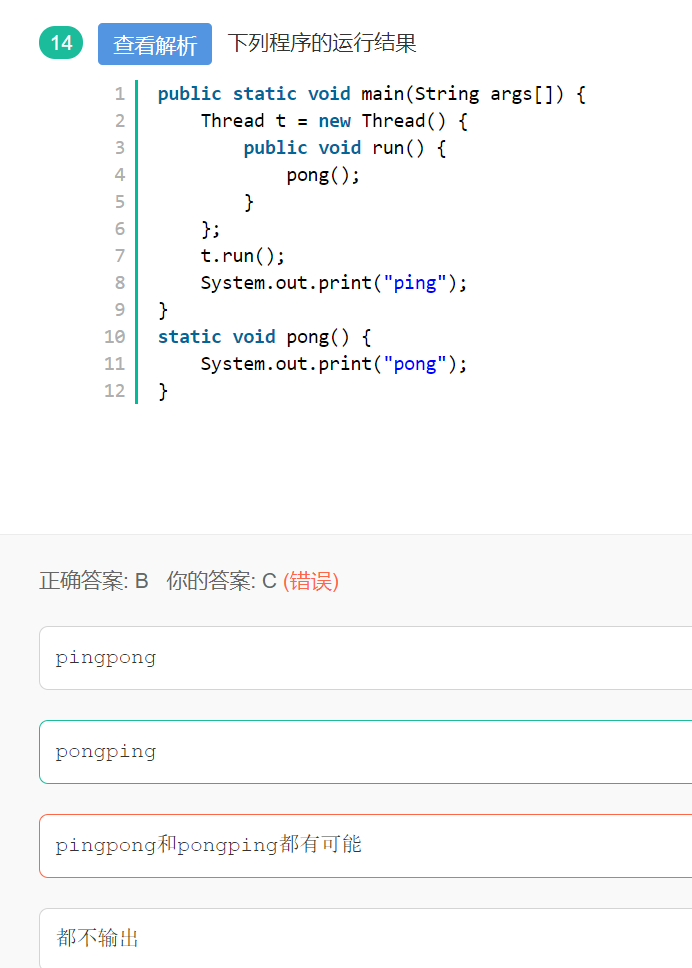 14 查看解析 下列程序的运行结果
1 public static void main(String args[]) {
2 Thread t = new Thread() {
3 public void run() {
4 pong();
5 }
6 };
7 t.run();
8 System.out.print("ping");
9 }
10 static void pong() {
11 System.out.print("pong");
12 }
正确答案: B 你的答案: C (错误)
pingpong
pongping
pingpong和pongping都有可能
都不输出